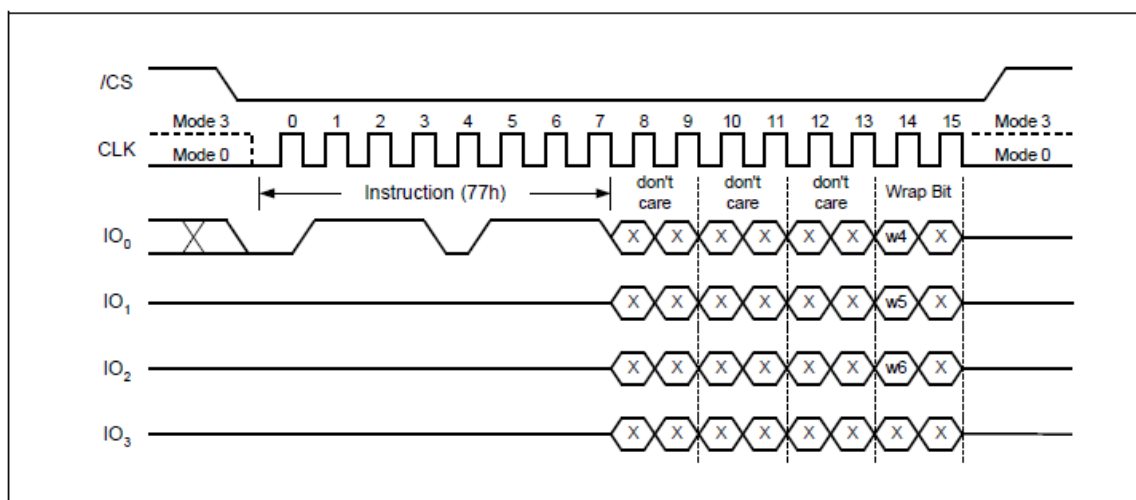 /CS
Mode 3 0 1 2 3 4 5 6 7 8 9 10 11 12 13 14 15 Mode 3
CLK
Mode 0 Mode 0
Instruction (77h) don't care don't care don't care Wrap Bit
IO0 X X X X X X w4 X
IO1 X X X X X X w5 X
IO2 X X X X X X w6 X
IO3 X X X X X X X X